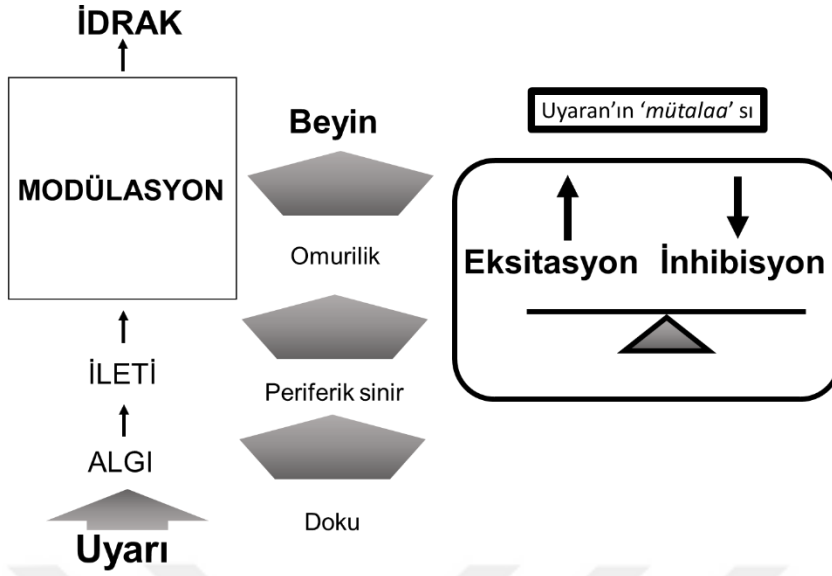 İDRAK
MODÜLASYON
İLETİ
ALGI
Uyarı
Beyin
Omurilik
Periferik sinir
Doku
Uyaran’ın ‘mütalaa’ sı
Eksitasyon İnhibisyon